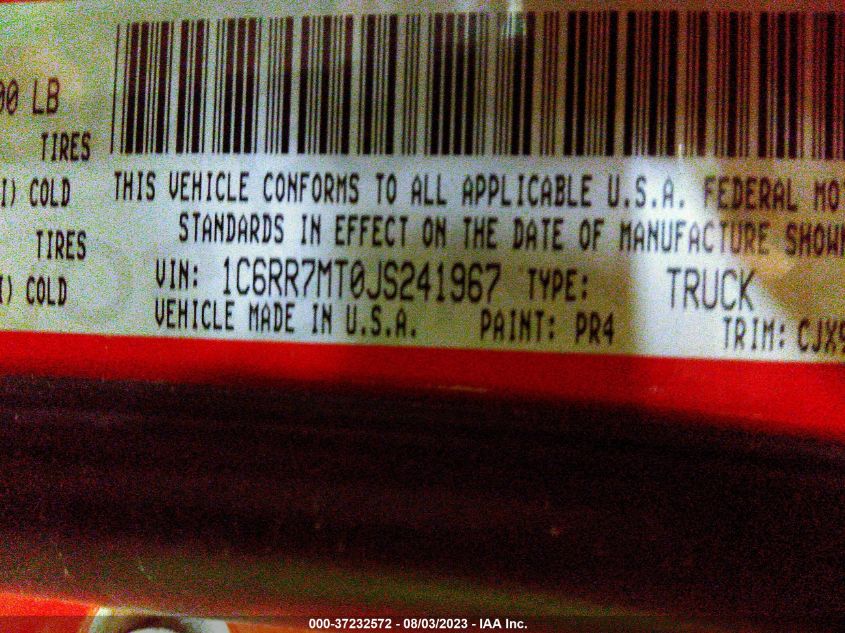 00 LB
TIRES
I) COLD
TIRES
I) COLD
THIS VEHICLE CONFORMS TO ALL APPLICABLE U.S.A. FEDERAL MOT
STANDARDS IN EFFECT ON THE DATE OF MANUFACTURE SHOWN
VIN: 1C6RR7MT0JS241967 TYPE: TRUCK
VEHICLE MADE IN U.S.A. PAINT: PR4 TRIM: CJX9
000-37232572 - 08/03/2023 - IAA Inc.